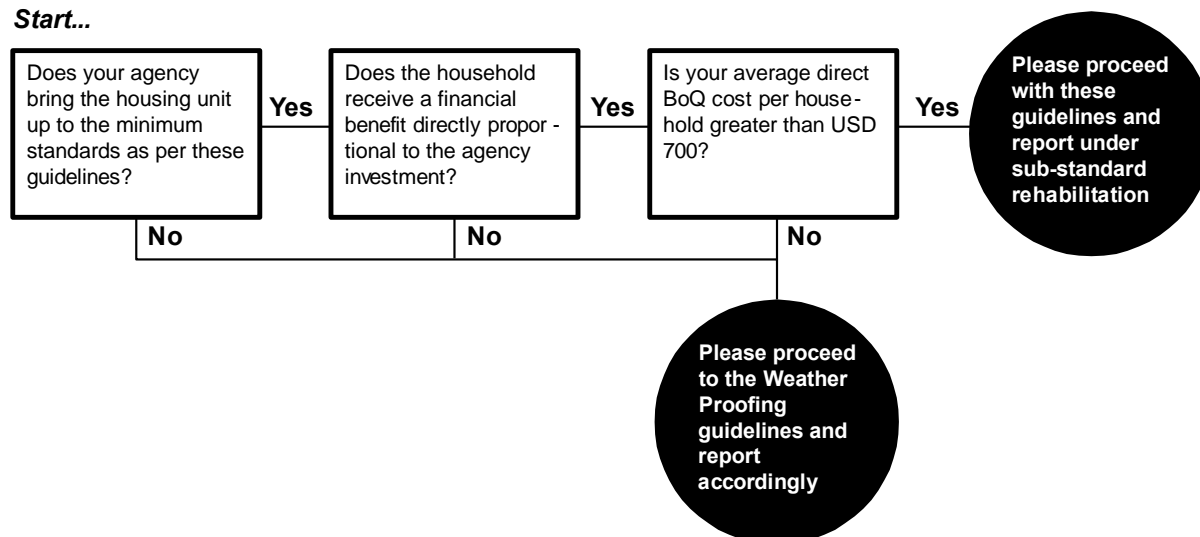 Start...
Does your agency
bring the housing unit
up to the minimum
standards as per these
guidelines?
Yes
No
Does the household
receive a financial
benefit directly propor -
tional to the agency
investment?
Yes
No
Is your average direct
BoQ cost per house-
hold greater than USD
700?
Yes
No
Please proceed
with these
guidelines and
report under
sub-standard
rehabilitation
Please proceed
to the Weather
Proofing
guidelines and
report
accordingly